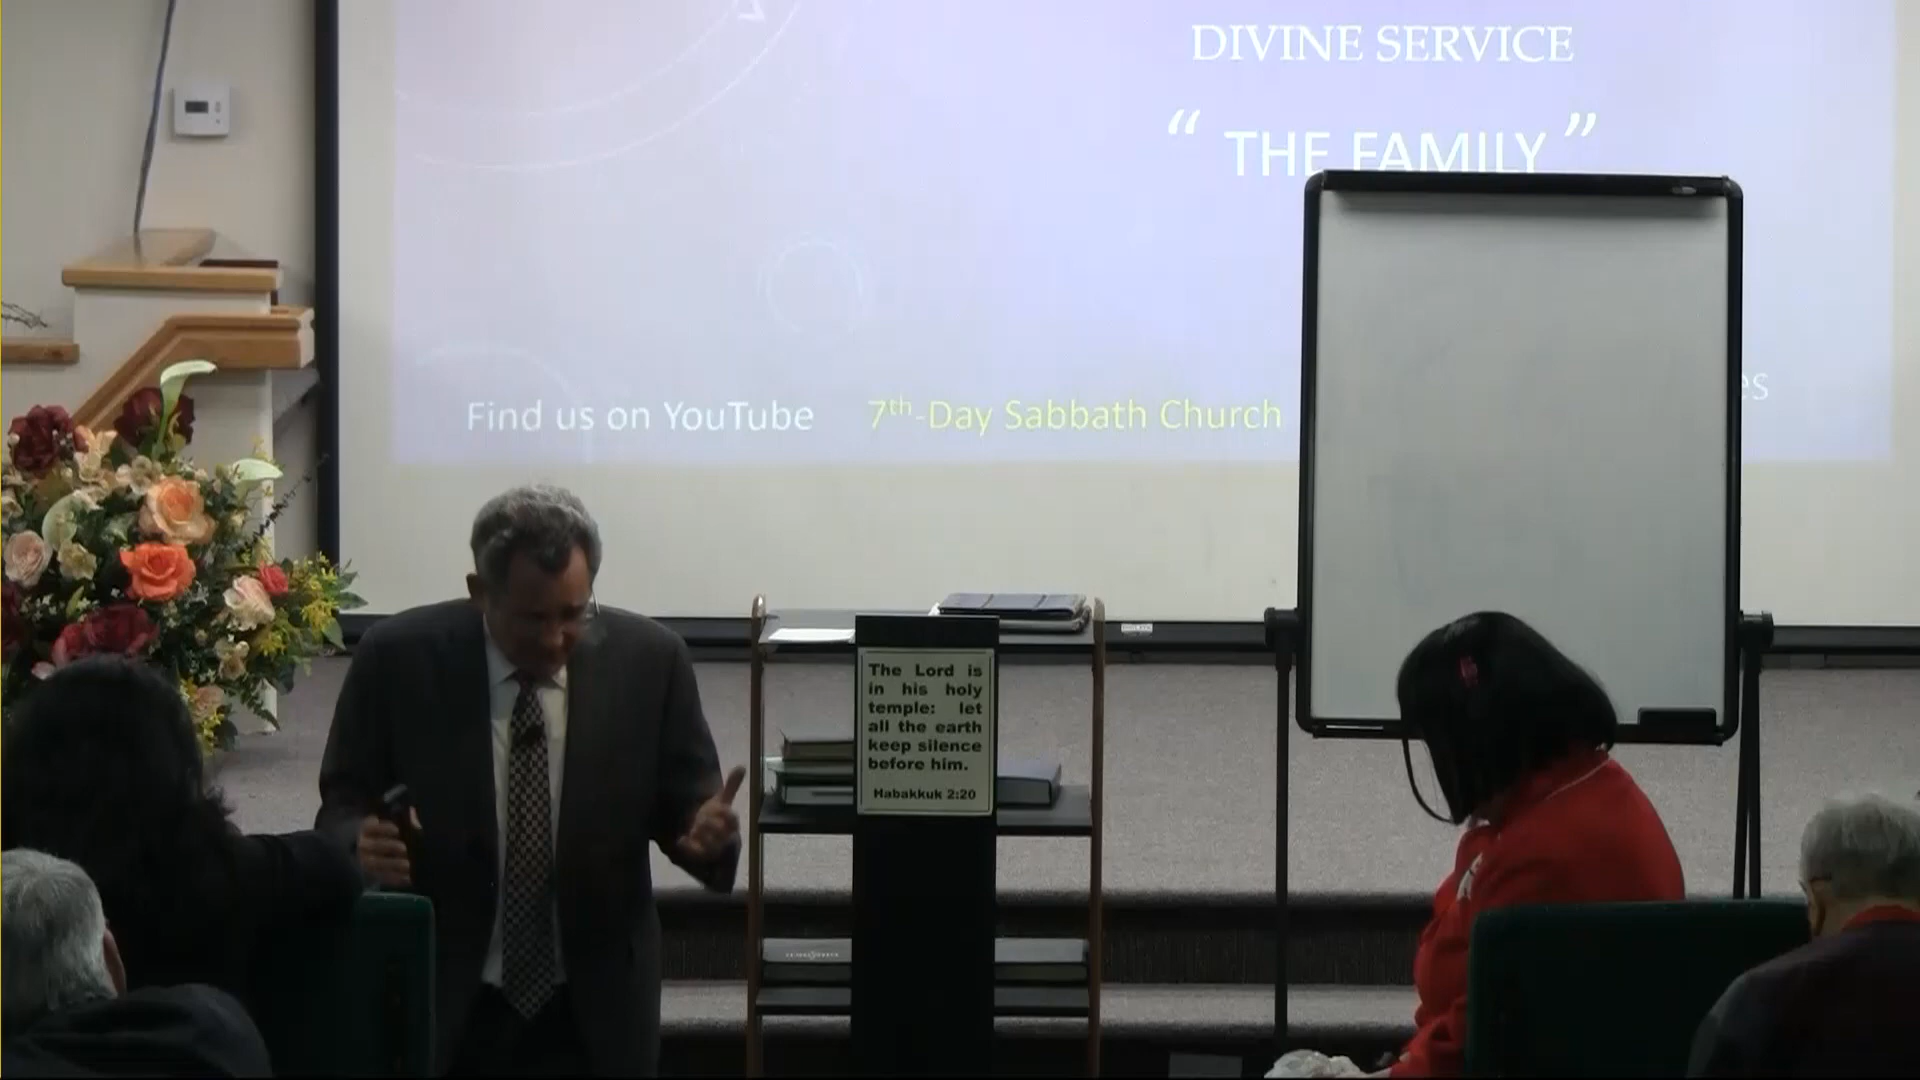 DIVINE SERVICE
“ THE FAMILY ”
Find us on YouTube 7th-Day Sabbath Church
The Lord is
in his holy
temple: let
all the earth
keep silence
before him.
Habakkuk 2:20